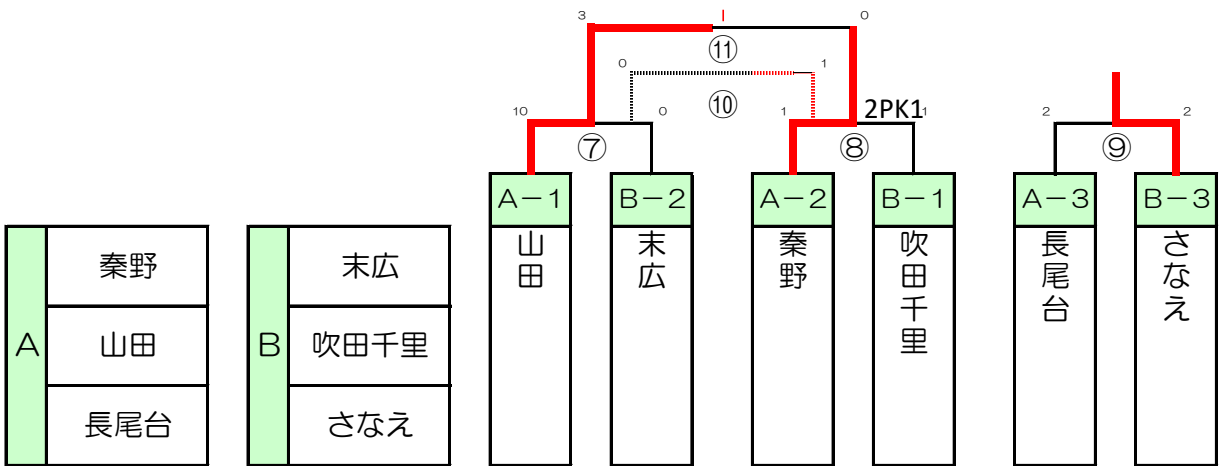 3 0
⑪
0 1
⑩
10 0 1 2PK1 1 2 2
⑦ ⑧ ⑨
A-1 B-2 A-2 B-1 A-3 B-3
山田 末広 秦野 吹田千里 長尾台 さなえ
A
秦野
山田
長尾台
B
末広
吹田千里
さなえ